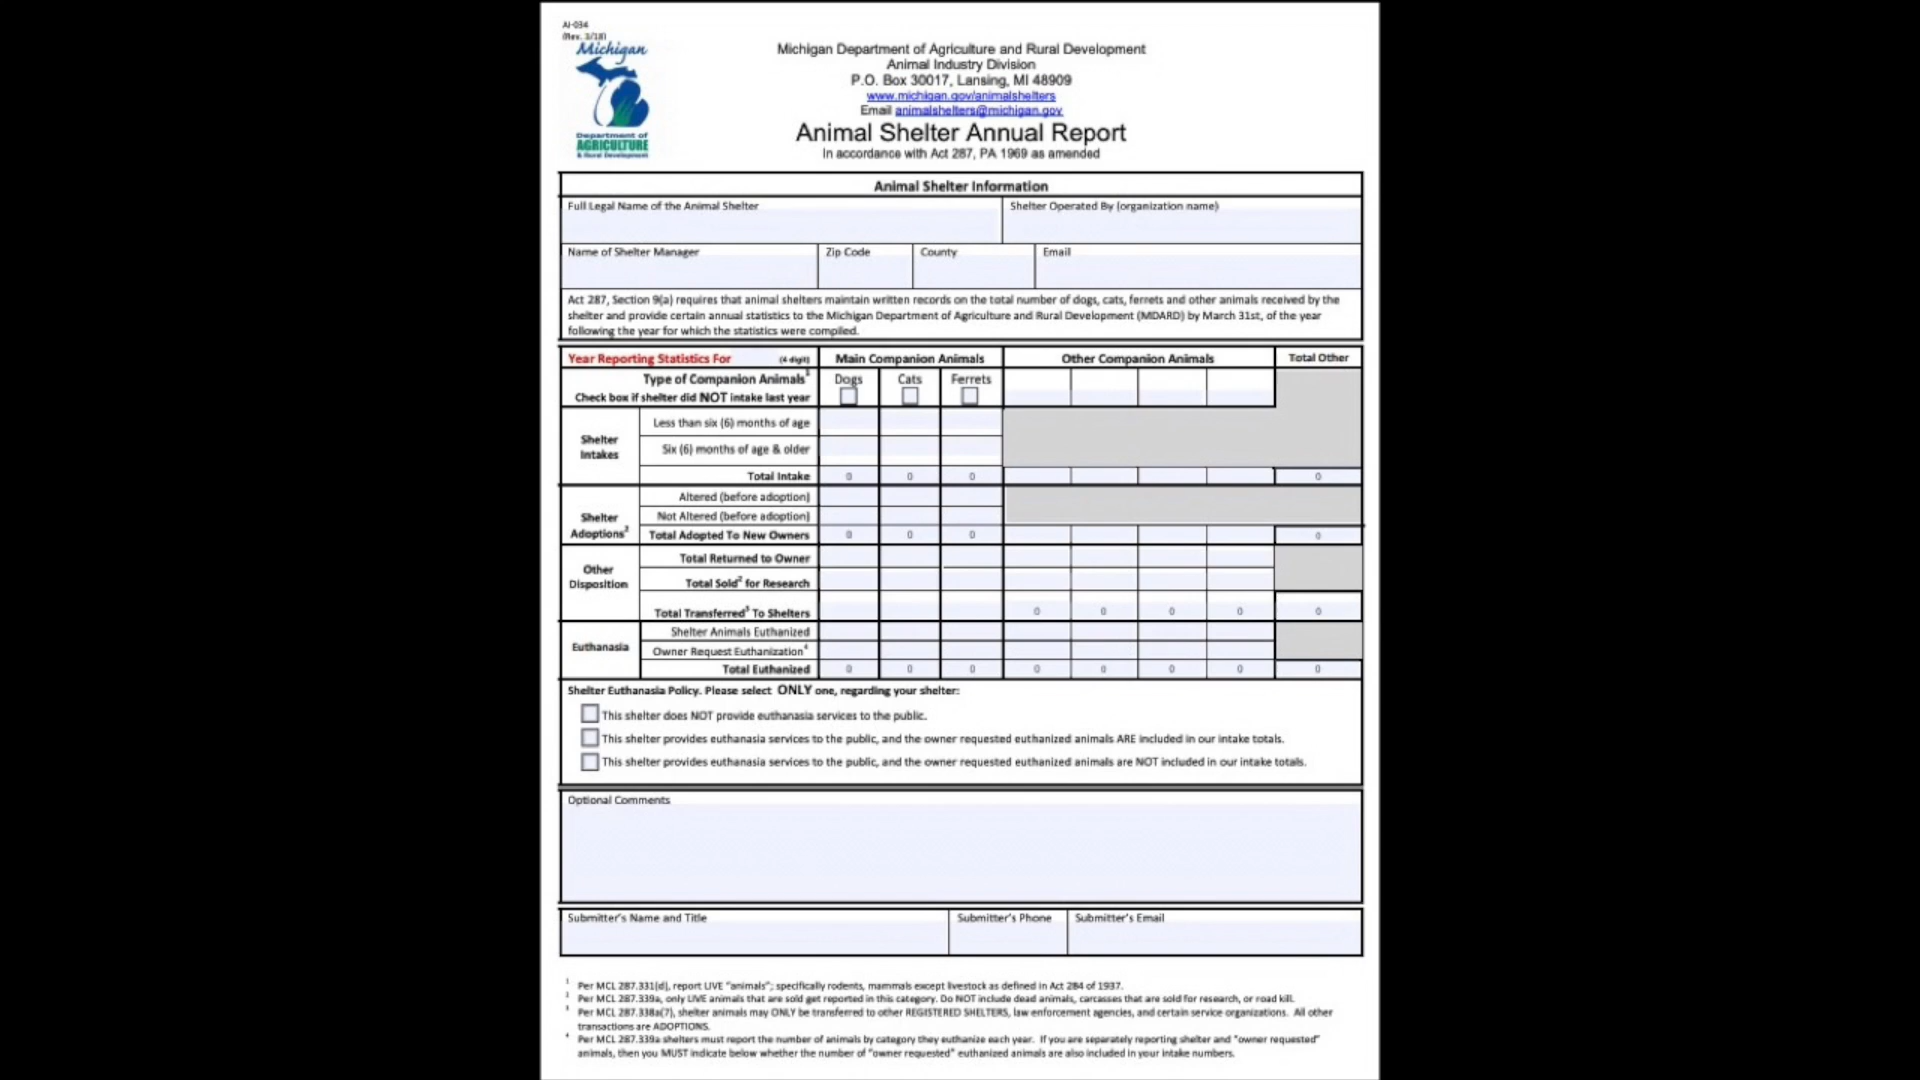 AI-034
(Rev. 3/18)
Michigan
Department of
AGRICULTURE
& Rural Development
Michigan Department of Agriculture and Rural Development
Animal Industry Division
P.O. Box 30017, Lansing, MI 48909
www.michigan.gov/animalshelters
Email animalshelters@michigan.gov
Animal Shelter Annual Report
In accordance with Act 287, PA 1969 as amended
Animal Shelter Information
Full Legal Name of the Animal Shelter Shelter Operated By (organization name)
Name of Shelter Manager Zip Code County Email
Act 287, Section 9(a) requires that animal shelters maintain written records on the total number of dogs, cats, ferrets and other animals received by the
shelter and provide certain annual statistics to the Michigan Department of Agriculture and Rural Development (MDARD) by March 31st, of the year
following the year for which the statistics were compiled.
Year Reporting Statistics For (4 digit) Main Companion Animals Other Companion Animals Total Other
Type of Companion Animals¹ Dogs Cats Ferrets
Check box if shelter did NOT intake last year
Shelter Intakes
Less than six (6) months of age
Six (6) months of age & older
Total Intake 0 0 0 0
Shelter Adoptions²
Altered (before adoption)
Not Altered (before adoption)
Total Adopted To New Owners 0 0 0 0
Other Disposition
Total Returned to Owner
Total Sold² for Research
Total Transferred³ To Shelters 0 0 0 0 0
Euthanasia
Shelter Animals Euthanized
Owner Request Euthanization⁴
Total Euthanized 0 0 0 0 0 0 0 0
Shelter Euthanasia Policy. Please select ONLY one, regarding your shelter:
This shelter does NOT provide euthanasia services to the public.
This shelter provides euthanasia services to the public, and the owner requested euthanized animals ARE included in our intake totals.
This shelter provides euthanasia services to the public, and the owner requested euthanized animals are NOT included in our intake totals.
Optional Comments
Submitter's Name and Title Submitter's Phone Submitter's Email
¹ Per MCL 287.331(d), report LIVE "animals"; specifically rodents, mammals except livestock as defined in Act 284 of 1937.
² Per MCL 287.339a, only LIVE animals that are sold get reported in this category. Do NOT include dead animals, carcasses that are sold for research, or road kill.
³ Per MCL 287.338a(7), shelter animals may ONLY be transferred to other REGISTERED SHELTERS, law enforcement agencies, and certain service organizations. All other
transactions are ADOPTIONS.
⁴ Per MCL 287.339a shelters must report the number of animals by category they euthanize each year. If you are separately reporting shelter and "owner requested"
animals, then you MUST indicate below whether the number of "owner requested" euthanized animals are also included in your intake numbers.